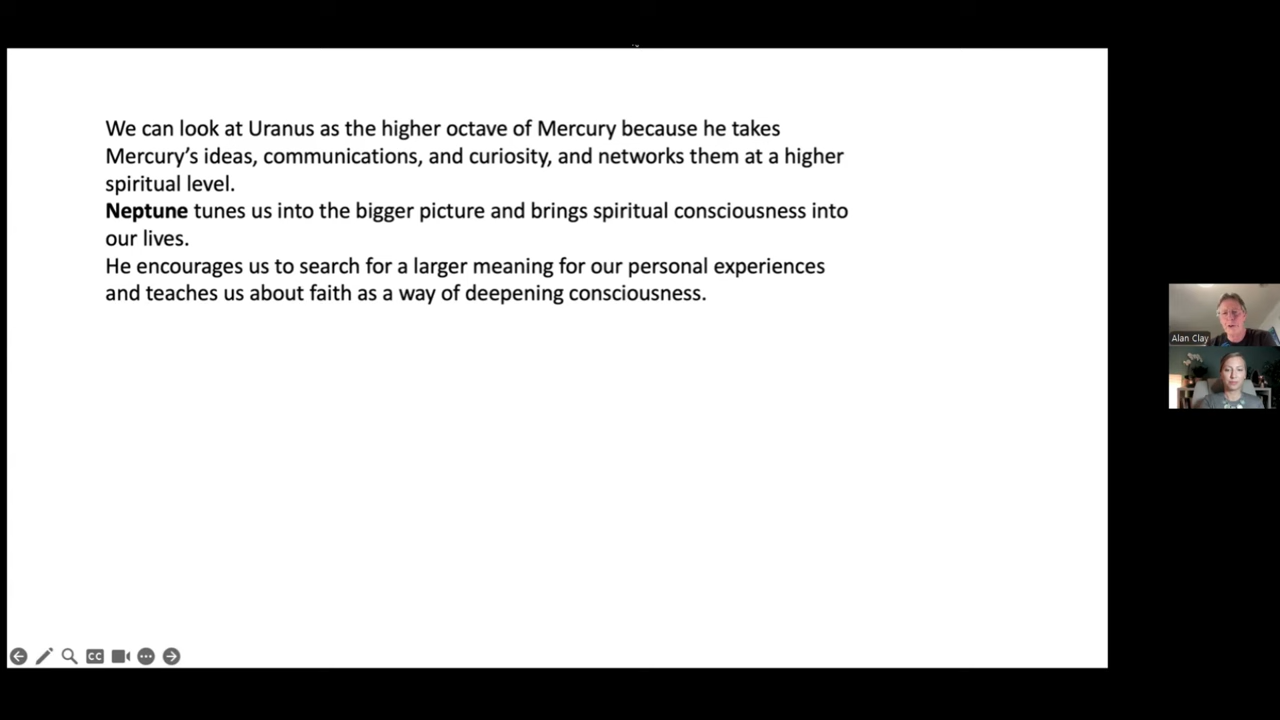 We can look at Uranus as the higher octave of Mercury because he takes
Mercury’s ideas, communications, and curiosity, and networks them at a higher
spiritual level.
Neptune tunes us into the bigger picture and brings spiritual consciousness into
our lives.
He encourages us to search for a larger meaning for our personal experiences
and teaches us about faith as a way of deepening consciousness.
Alan Clay
CC